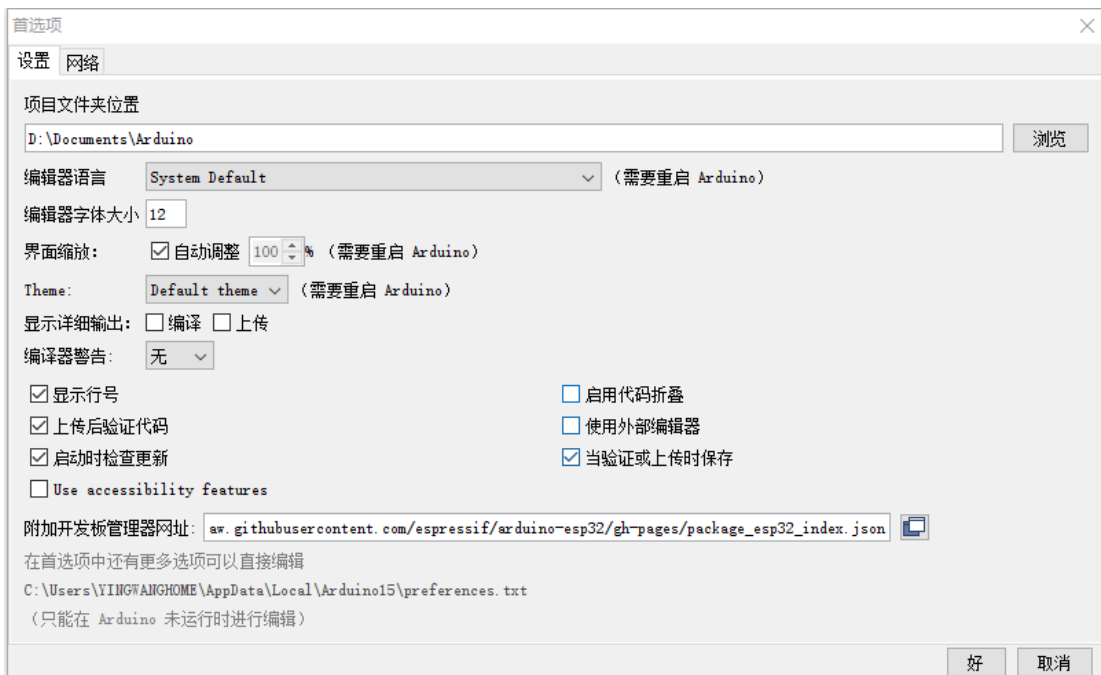 首选项
设置 网络
项目文件夹位置
D:\Documents\Arduino 浏览
编辑器语言 System Default （需要重启 Arduino）
编辑器字体大小 12
界面缩放： 自动调整 100 % （需要重启 Arduino）
Theme: Default theme （需要重启 Arduino）
显示详细输出： 编译 上传
编译器警告: 无
显示行号 启用代码折叠
上传后验证代码 使用外部编辑器
启动时检查更新 当验证或上传时保存
Use accessibility features
附加开发板管理器网址: aw.githubusercontent.com/espressif/arduino-esp32/gh-pages/package_esp32_index.json
在首选项中还有更多选项可以直接编辑
C:\Users\YINGWANGHOME\AppData\Local\Arduino15\preferences.txt
（只能在 Arduino 未运行时进行编辑）
好 取消